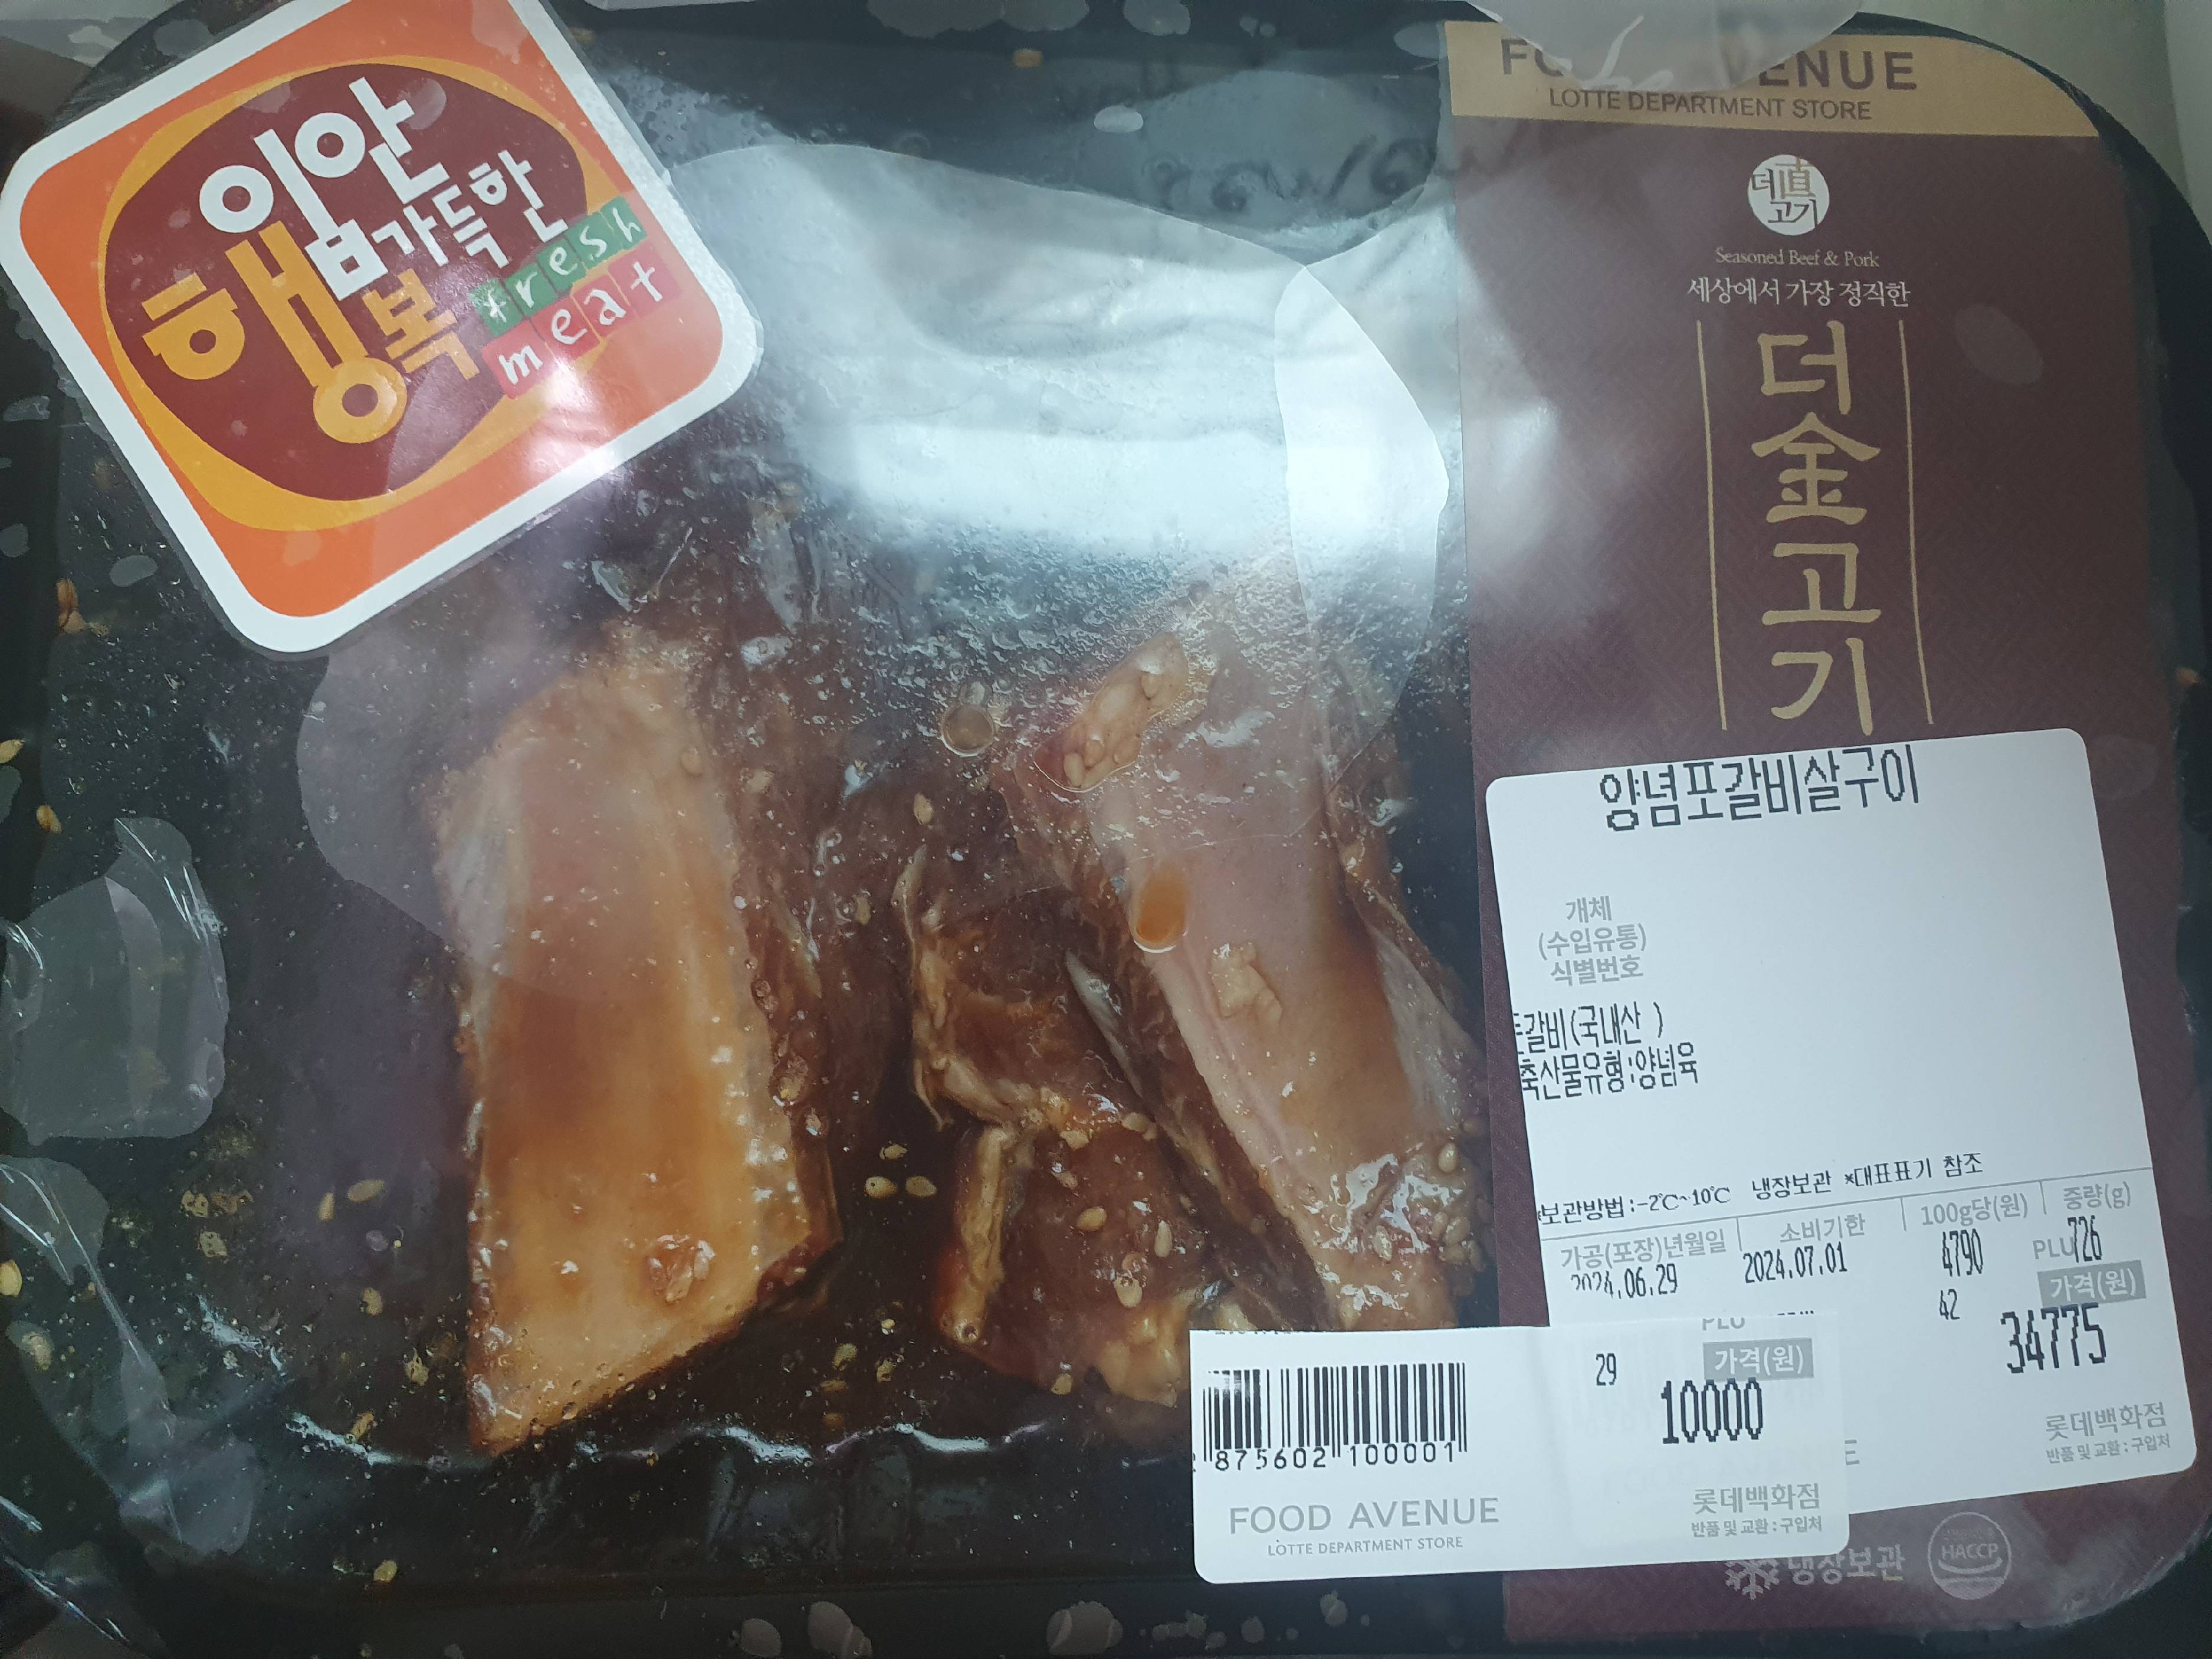 입안
가득한
행복
fresh
meat
LOTTE DEPARTMENT STORE
고기
Seasoned Beef & Pork
세상에서 가장 정직한
더金고기
양념포갈비살구이
개체
(수입유통)
식별번호
갈비(국내산 )
축산물유형:양념육
보관방법:-2℃~10℃ 냉장보관 *대표표기 참조
가공(포장)년월일 소비기한 100g당(원) 중량(g)
2024.06.29 2024.07.01 4790 PLU 726
42 가격(원)
34775
롯데백화점
반품 및 교환:구입처
PLU
29 가격(원)
10000
875602 100001
FOOD AVENUE
LOTTE DEPARTMENT STORE
롯데백화점
반품 및 교환:구입처
냉장보관
HACCP